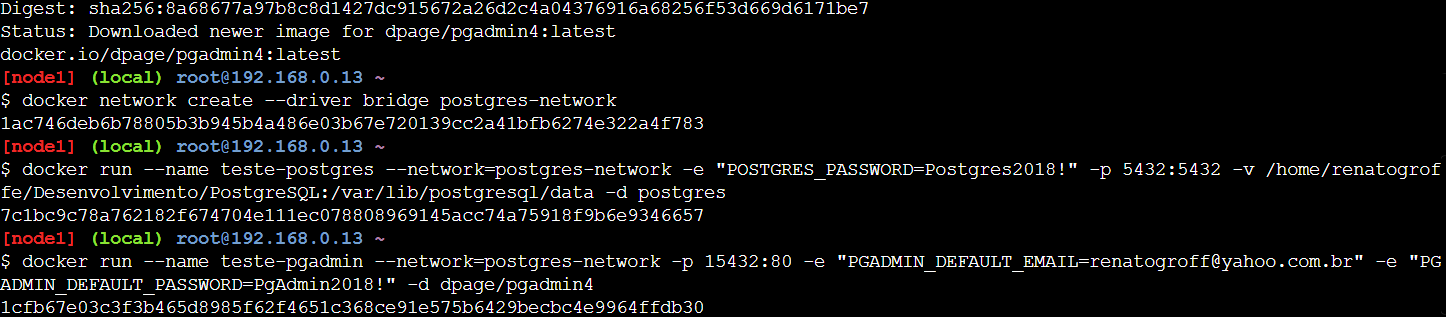 Digest: sha256:8a68677a97b8c8d1427dc915672a26d2c4a04376916a68256f53d669d6171be7
Status: Downloaded newer image for dpage/pgadmin4:latest
docker.io/dpage/pgadmin4:latest
[node1] (local) root@192.168.0.13 ~
$ docker network create --driver bridge postgres-network
1ac746deb6b78805b3b945b4a486e03b67e720139cc2a41bfb6274e322a4f783
[node1] (local) root@192.168.0.13 ~
$ docker run --name teste-postgres --network=postgres-network -e "POSTGRES_PASSWORD=Postgres2018!" -p 5432:5432 -v /home/renatogrof
fe/Desenvolvimento/PostgreSQL:/var/lib/postgresql/data -d postgres
7c1bc9c78a762182f674704e111ec078808969145acc74a75918f9b6e9346657
[node1] (local) root@192.168.0.13 ~
$ docker run --name teste-pgadmin --network=postgres-network -p 15432:80 -e "PGADMIN_DEFAULT_EMAIL=renatogroff@yahoo.com.br" -e "PG
ADMIN_DEFAULT_PASSWORD=PgAdmin2018!" -d dpage/pgadmin4
1cfb67e03c3f3b465d8985f62f4651c368ce91e575b6429becbc4e9964ffdb30